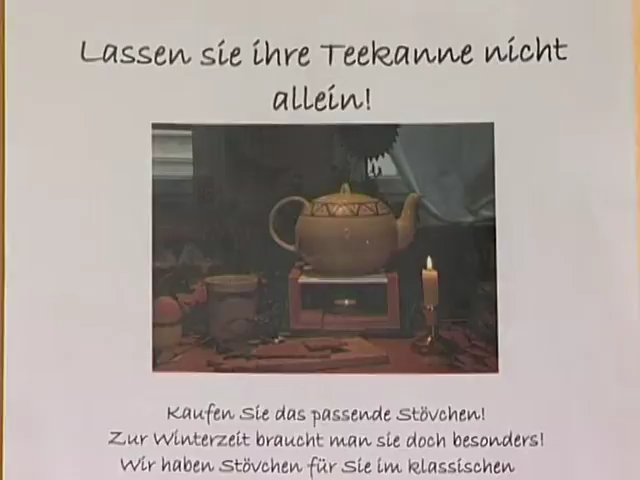 Lassen sie ihre Teekanne nicht
allein!
Kaufen Sie das passende Stövchen!
Zur Winterzeit braucht man sie doch besonders!
Wir haben Stövchen für Sie im klassischen